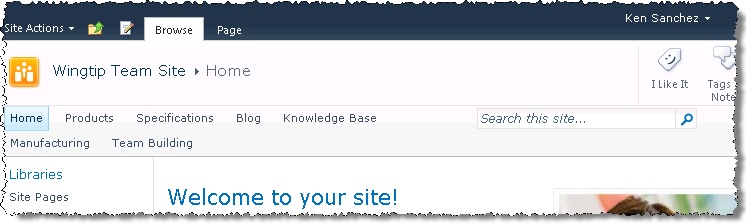 Site Actions Browse Page Ken Sanchez
Wingtip Team Site Home
I Like It Tags
Note
Home Products Specifications Blog Knowledge Base Search this site...
Manufacturing Team Building
Libraries
Site Pages
Welcome to your site!